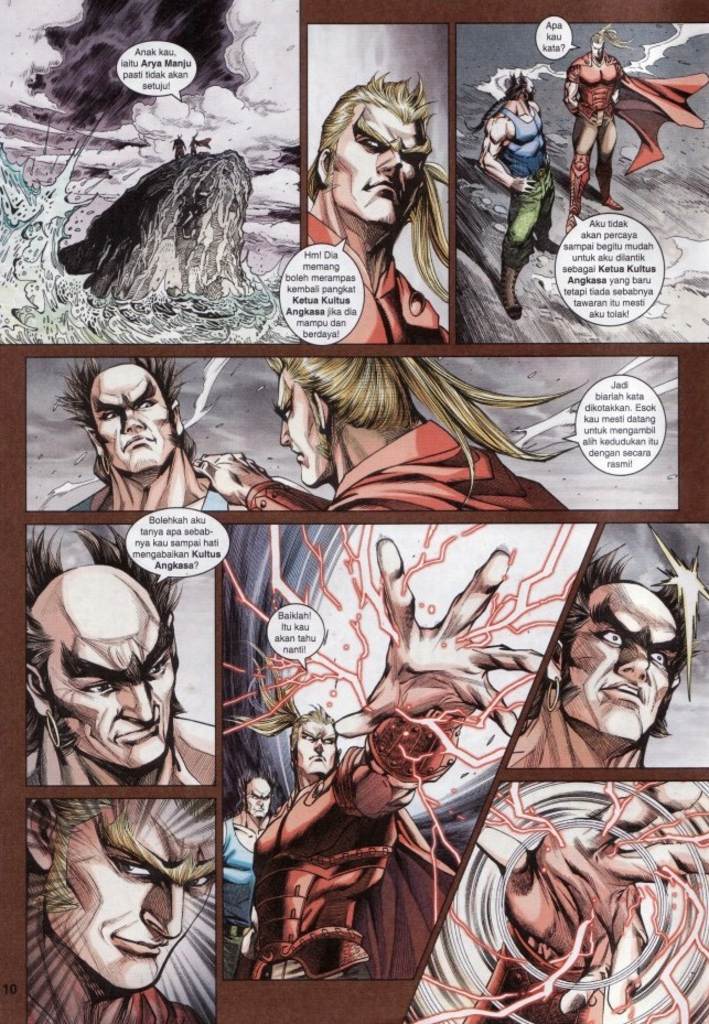 Anak kau,
iaitu Arya Manju
pasti tidak akan
setuju!
Hm! Dia
memang
boleh merampas
kembali pangkat
Ketua Kultus
Angkasa jika dia
mampu dan
berdaya!
Apa
kau
kata?
Aku tidak
akan percaya
sampai begitu mudah
untuk aku dilantik
sebagai Ketua Kultus
Angkasa yang baru
tetapi tiada sebabnya
tawaran itu mesti
aku tolak!
Jadi
biarlah kata
dikotakkan. Esok
kau mesti datang
untuk mengambil
alih kedudukan itu
dengan secara
rasmi!
Bolehkah aku
tanya apa sebab-
nya kau sampai hati
mengabaikan Kultus
Angkasa?
Baiklah!
Itu kau
akan tahu
nanti!
10